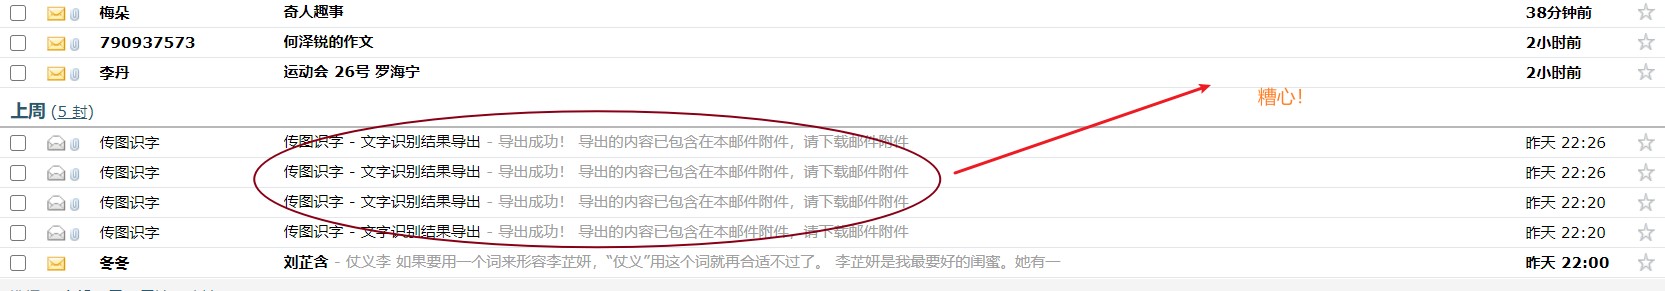 梅朵 奇人趣事 38分钟前
790937573 何泽锐的作文 2小时前
李丹 运动会 26号 罗海宁 2小时前
糟心！
上周 (5 封)
传图识字 传图识字 - 文字识别结果导出 - 导出成功！ 导出的内容已包含在本邮件附件，请下载邮件附件 昨天 22:26
传图识字 传图识字 - 文字识别结果导出 - 导出成功！ 导出的内容已包含在本邮件附件，请下载邮件附件 昨天 22:26
传图识字 传图识字 - 文字识别结果导出 - 导出成功！ 导出的内容已包含在本邮件附件，请下载邮件附件 昨天 22:20
传图识字 传图识字 - 文字识别结果导出 - 导出成功！ 导出的内容已包含在本邮件附件，请下载邮件附件 昨天 22:20
冬冬 刘芷含 - 仗义李 如果要用一个词来形容李芷妍，“仗义”用这个词就再合适不过了。 李芷妍是我最要好的闺蜜。她有一 昨天 22:00